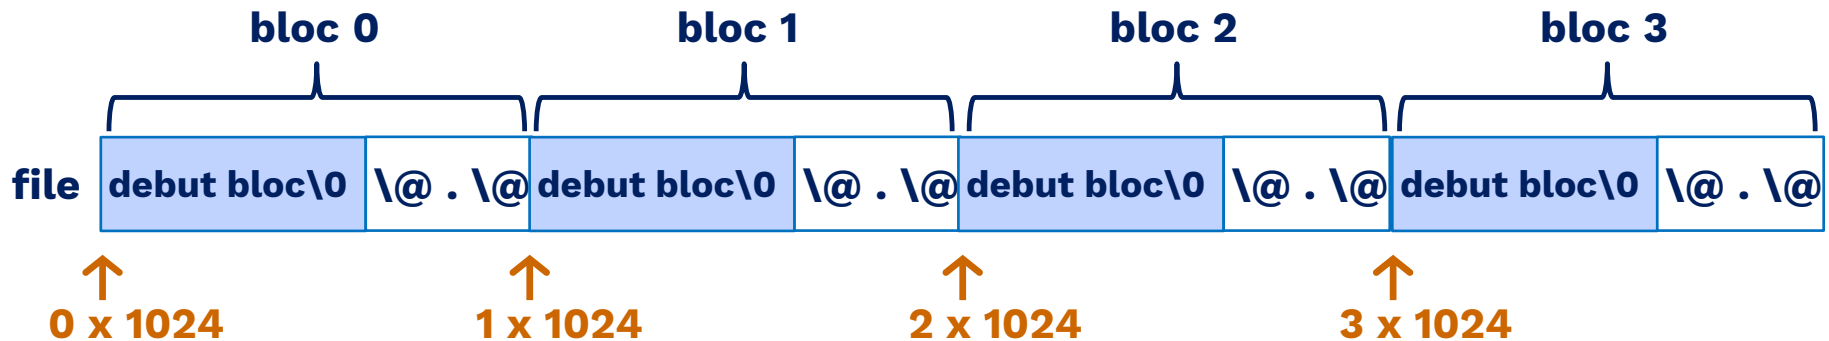 bloc 0 bloc 1 bloc 2 bloc 3
file debut bloc\0 \@ . \@ debut bloc\0 \@ . \@ debut bloc\0 \@ . \@ debut bloc\0 \@ . \@
0 x 1024 1 x 1024 2 x 1024 3 x 1024